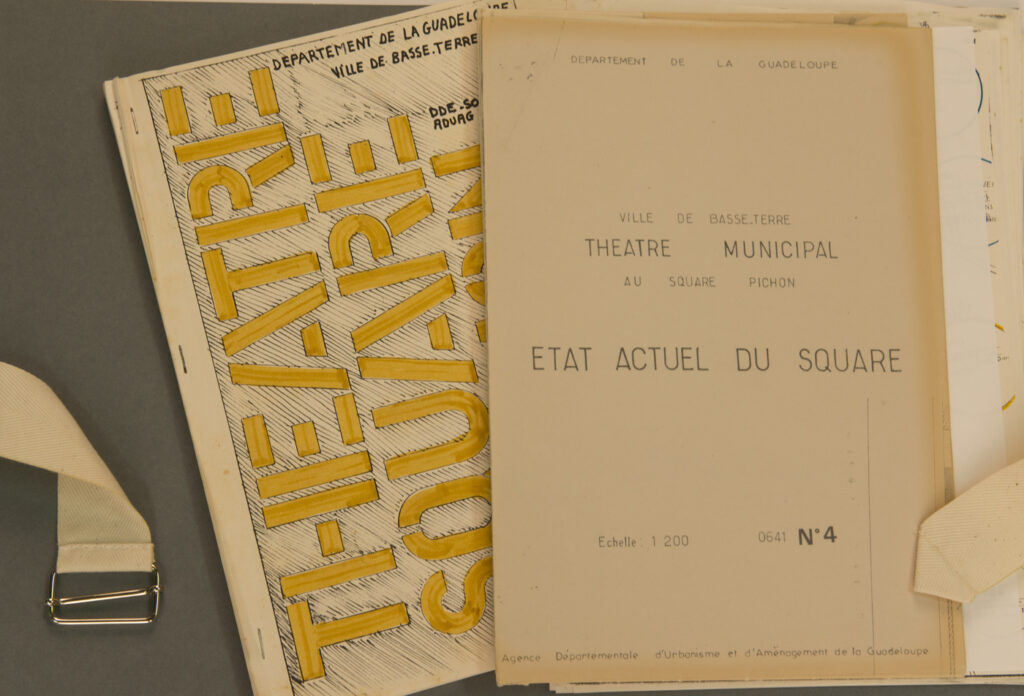 DEPARTEMENT DE LA GUADELOUPE
VILLE DE BASSE-TERRE
DDE-SO
ADUAG
THEATRE
SQUARE
DEPARTEMENT DE LA GUADELOUPE
VILLE DE BASSE-TERRE
THEATRE MUNICIPAL
AU SQUARE PICHON
ETAT ACTUEL DU SQUARE
Echelle : 1 200
0641 N°4
Agence Départementale d'Urbanisme et d'Aménagement de la Guadeloupe